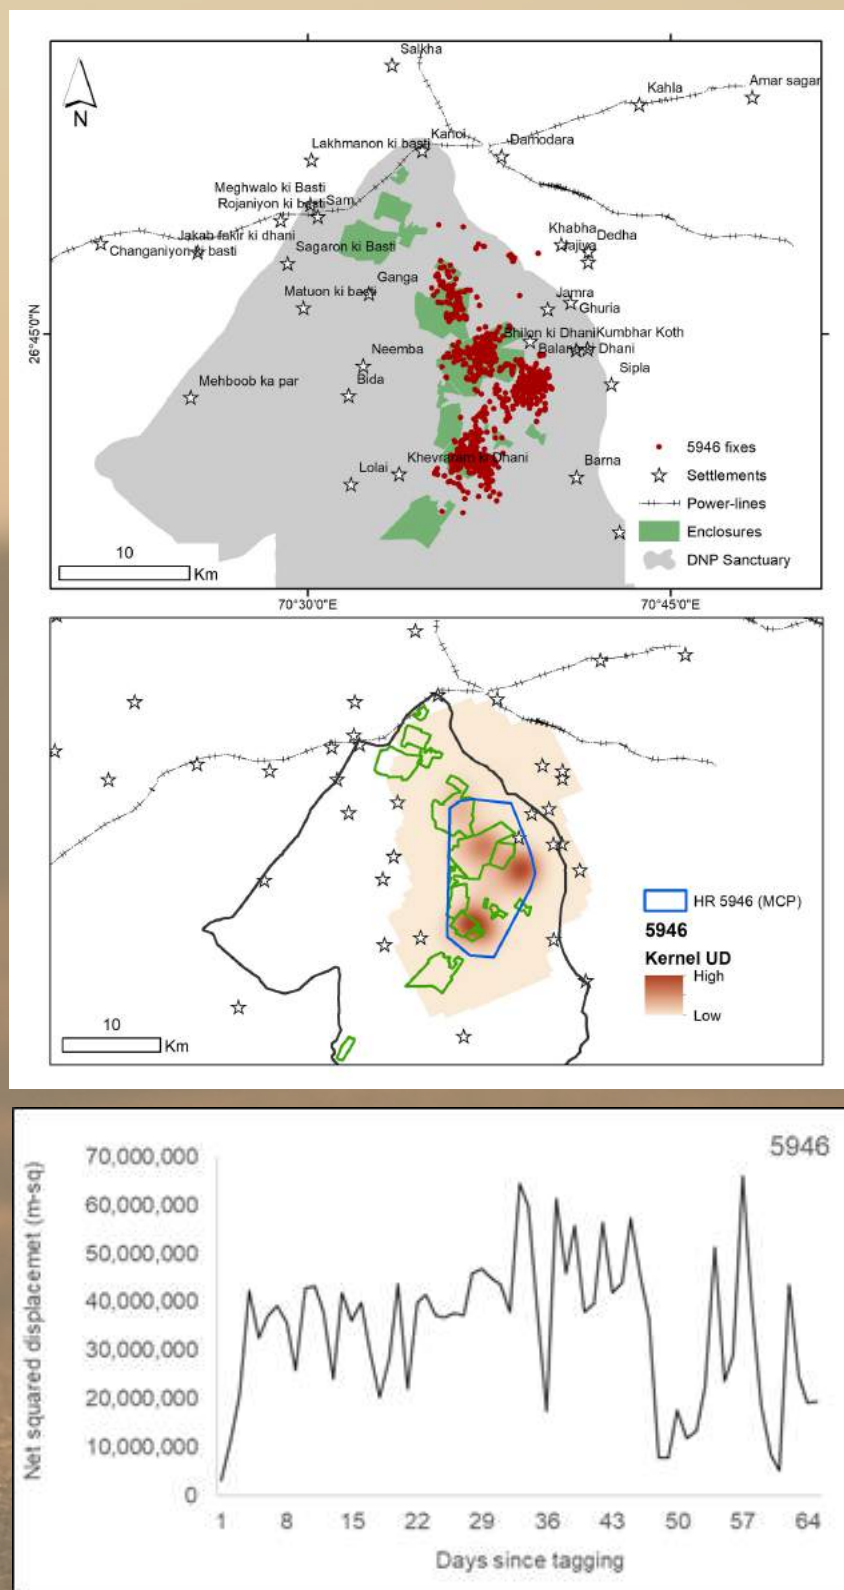 Salkha
Kahla
Amar sagar
N
Kanoi
Lakhmanon ki basti
Damodara
Meghwalo ki Basti
Rojaniyon ki basti
Sam
Khabha
Dedha
Jakab fakir ki dhani
Changaniyon ki basti
Sagaron ki Basti
Jajiya
Ganga
Matuon ki basti
Jamra
Ghuria
26°45'0"N
Bhilon ki Dhani
Kumbhar Koth
Neemba
Dhani
Sipla
Mehboob ka par
Bida
5946 fixes
Khevraram ki Dhani
Lolai
Barna
Settlements
Power-lines
Enclosures
10
Km
DNP Sanctuary
70°30'0"E
70°45'0"E
HR 5946 (MCP)
5946
Kernel UD
High
Low
10
Km
5946
Net squared displacemet (m-sq)
70,000,000
60,000,000
50,000,000
40,000,000
30,000,000
20,000,000
10,000,000
0
1 8 15 22 29 36 43 50 57 64
Days since tagging